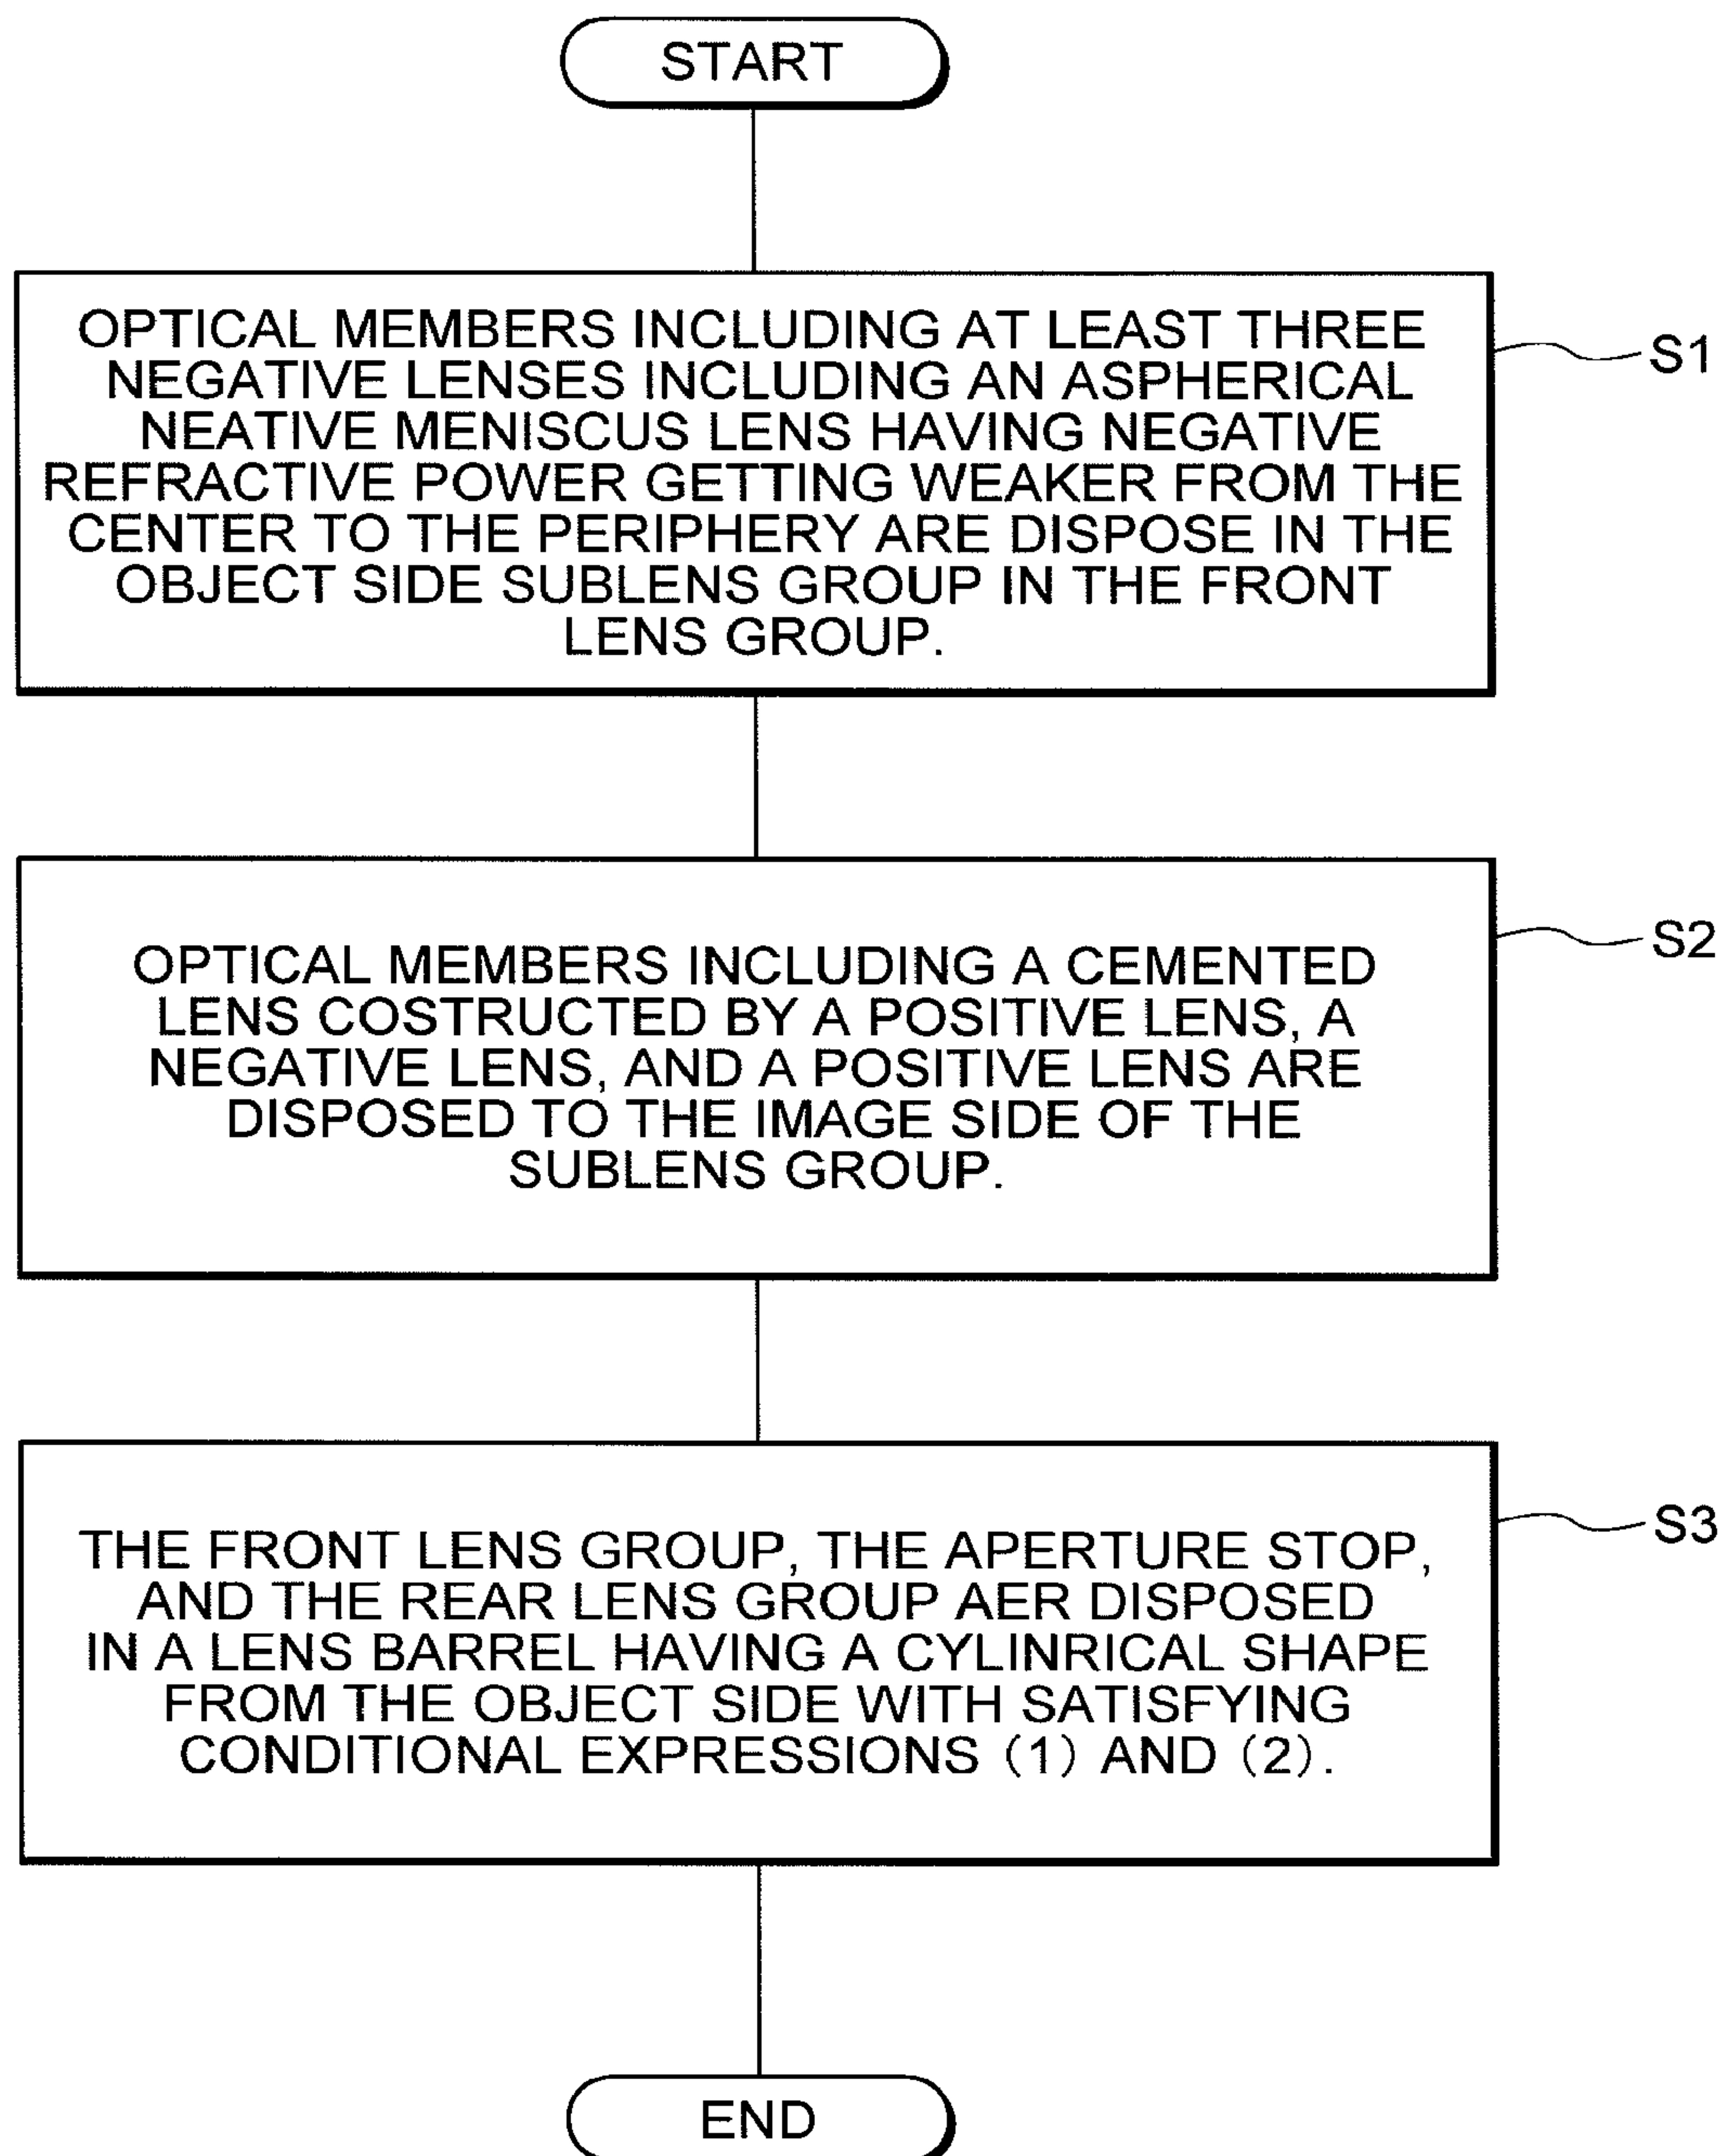 START
OPTICAL MEMBERS INCLUDING AT LEAST THREE
NEGATIVE LENSES INCLUDING AN ASPHERICAL
NEATIVE MENISCUS LENS HAVING NEGATIVE
REFRACTIVE POWER GETTING WEAKER FROM THE
CENTER TO THE PERIPHERY ARE DISPOSE IN THE
OBJECT SIDE SUBLENS GROUP IN THE FRONT
LENS GROUP.
S1
OPTICAL MEMBERS INCLUDING A CEMENTED
LENS COSTRUCTED BY A POSITIVE LENS, A
NEGATIVE LENS, AND A POSITIVE LENS ARE
DISPOSED TO THE IMAGE SIDE OF THE
SUBLENS GROUP.
S2
THE FRONT LENS GROUP, THE APERTURE STOP,
AND THE REAR LENS GROUP AER DISPOSED
IN A LENS BARREL HAVING A CYLINRICAL SHAPE
FROM THE OBJECT SIDE WITH SATISFYING
CONDITIONAL EXPRESSIONS (1) AND (2).
S3
END